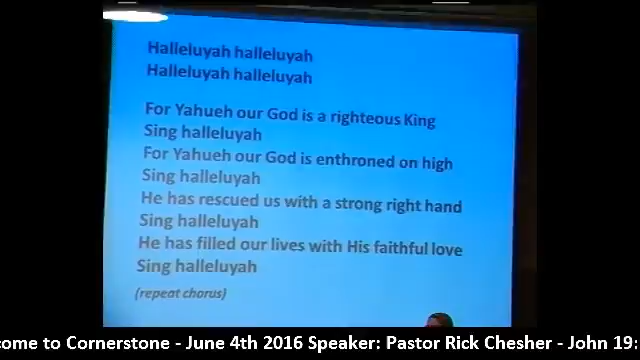 Halleluyah halleluyah
Halleluyah halleluyah
For Yahueh our God is a righteous King
Sing halleluyah
For Yahueh our God is enthroned on high
Sing halleluyah
He has rescued us with a strong right hand
Sing halleluyah
He has filled our lives with His faithful love
Sing halleluyah
(repeat chorus)
come to Cornerstone - June 4th 2016 Speaker: Pastor Rick Chesher - John 19: